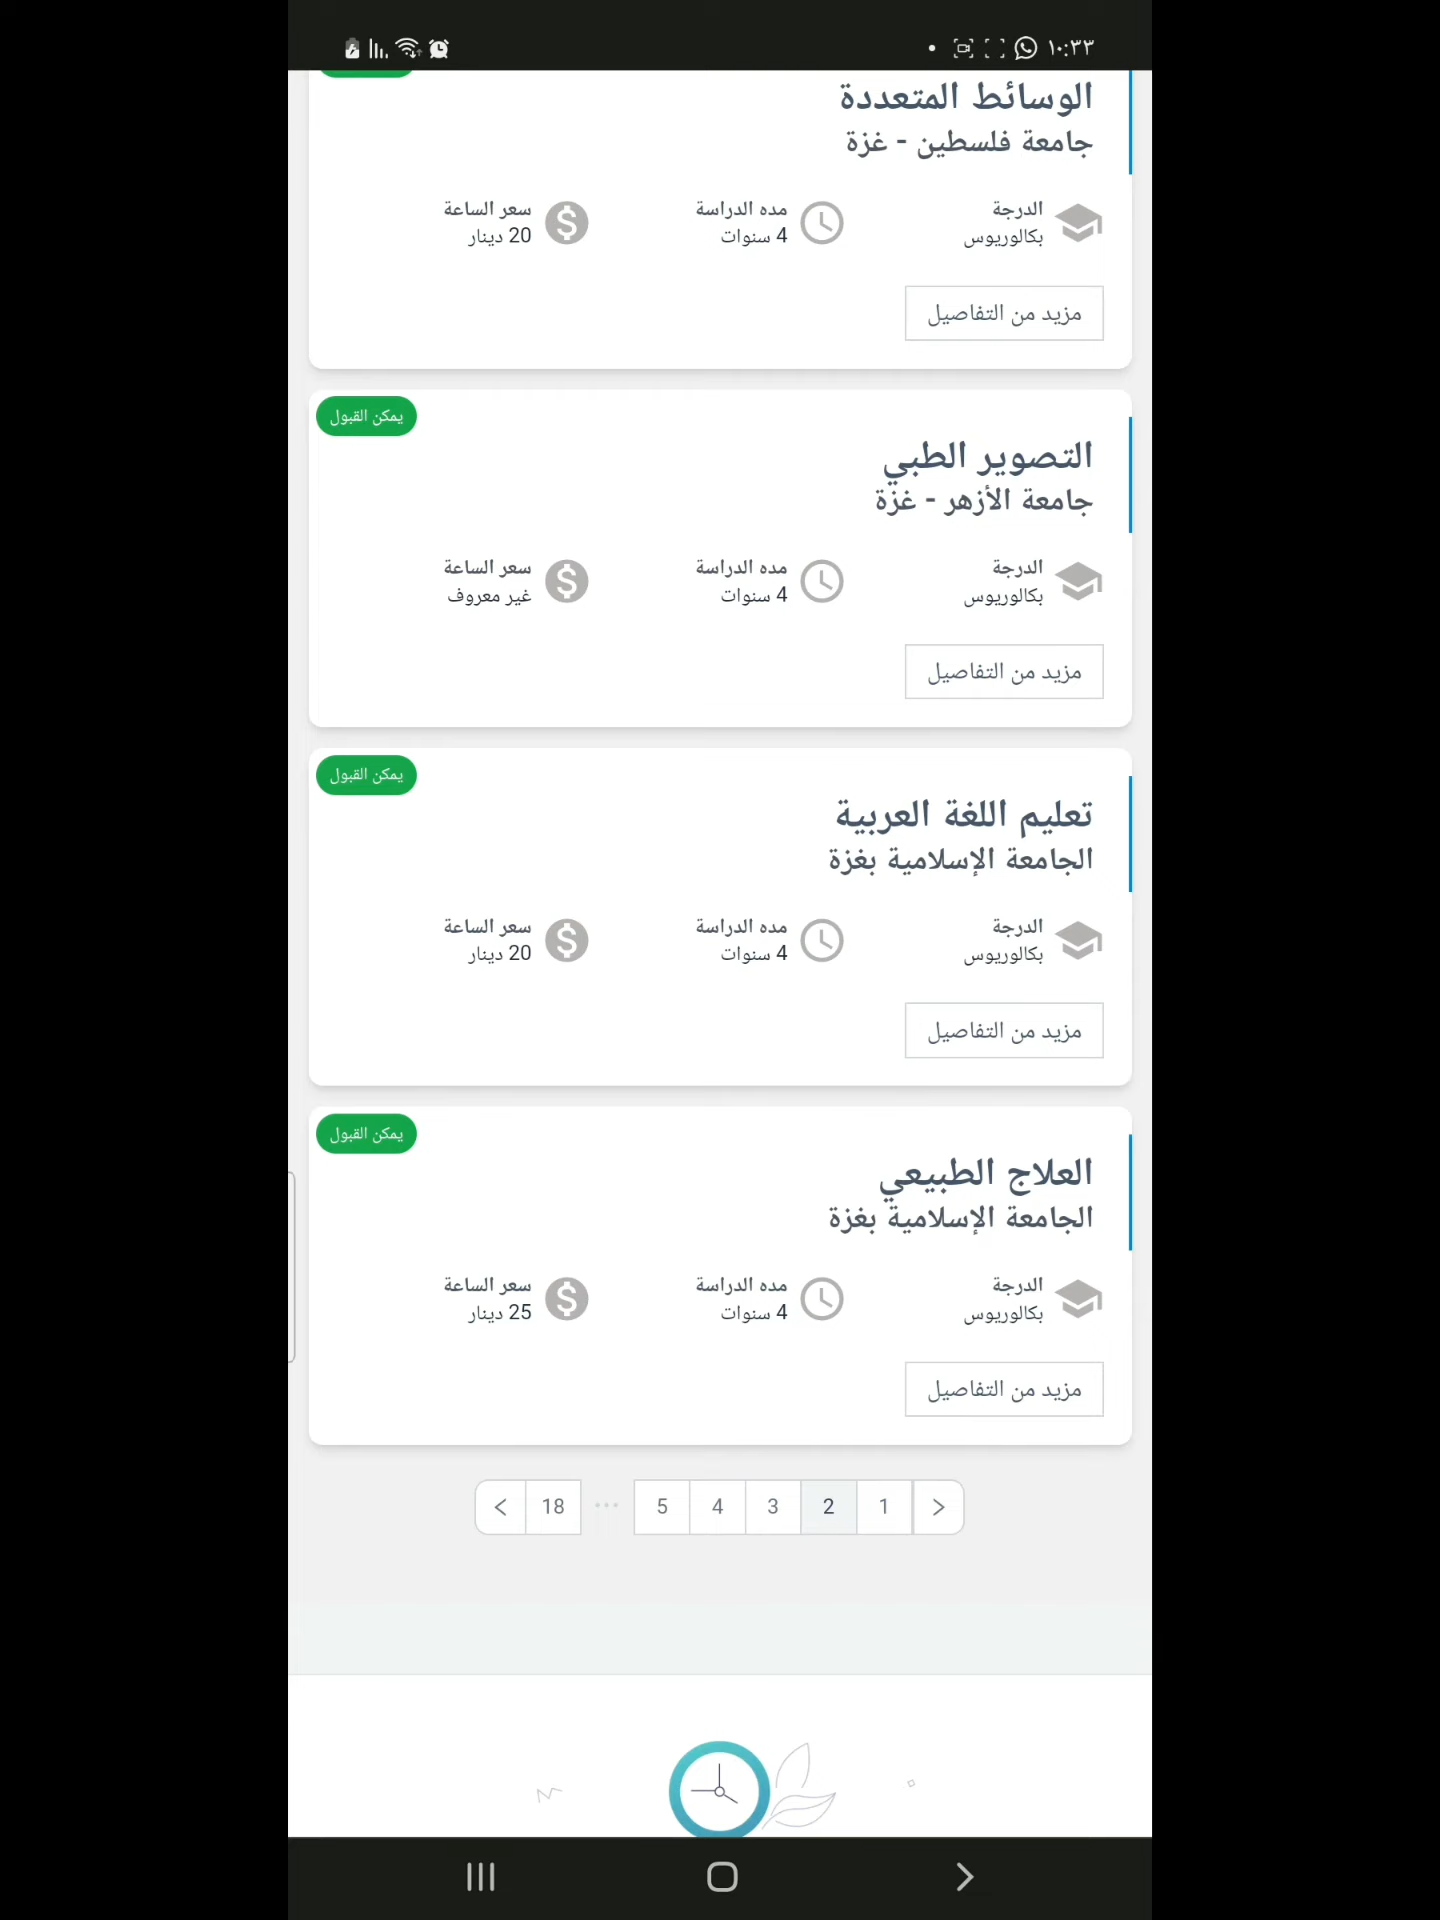 ١٠:٣٣
الوسائط المتعددة
جامعة فلسطين - غزة
الدرجة
بكالوريوس
مده الدراسة
4 سنوات
سعر الساعة
20 دينار
مزيد من التفاصيل
يمكن القبول
التصوير الطبي
جامعة الأزهر - غزة
الدرجة
بكالوريوس
مده الدراسة
4 سنوات
سعر الساعة
غير معروف
مزيد من التفاصيل
يمكن القبول
تعليم اللغة العربية
الجامعة الإسلامية بغزة
الدرجة
بكالوريوس
مده الدراسة
4 سنوات
سعر الساعة
20 دينار
مزيد من التفاصيل
يمكن القبول
العلاج الطبيعي
الجامعة الإسلامية بغزة
الدرجة
بكالوريوس
مده الدراسة
4 سنوات
سعر الساعة
25 دينار
مزيد من التفاصيل
1 2 3 4 5 ••• 18